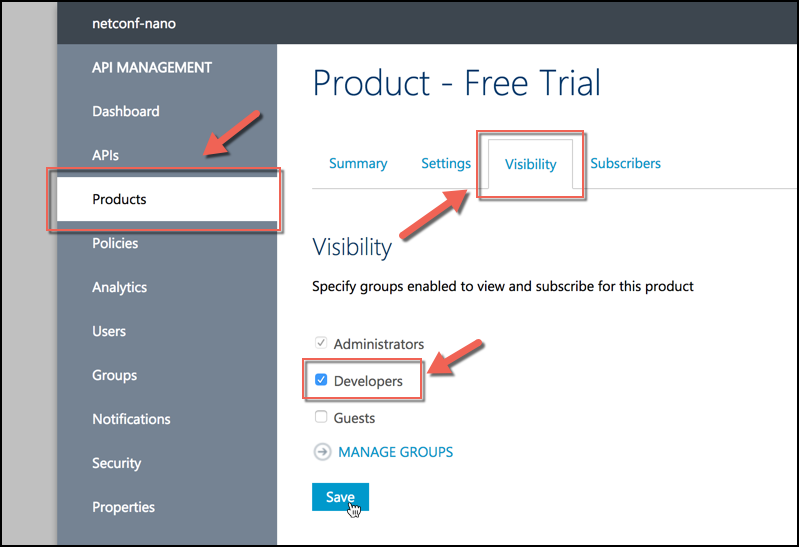 netconf-nano
API MANAGEMENT
Dashboard
APIs
Products
Policies
Analytics
Users
Groups
Notifications
Security
Properties
Product - Free Trial
Summary Settings Visibility Subscribers
Visibility
Specify groups enabled to view and subscribe for this product
Administrators
Developers
Guests
MANAGE GROUPS
Save